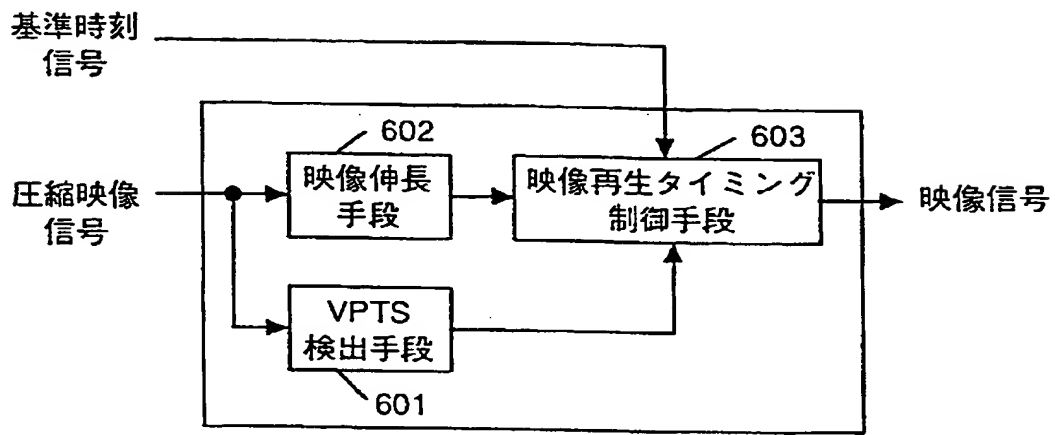 基準時刻
信号
602
603
圧縮映像
信号
映像伸長
手段
映像再生タイミング
制御手段
映像信号
VPTS
検出手段
601